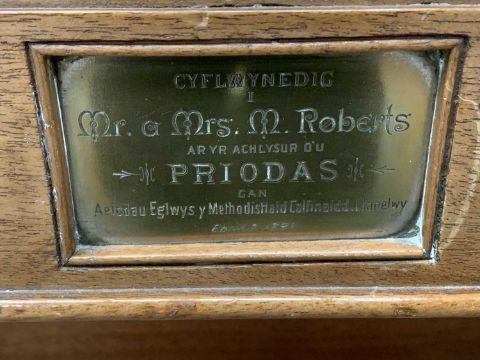 CYFLWYNEDIG
I
Mr. a Mrs. M. Roberts
AR YR ACHLYSUR O'U
PRIODAS
GAN
Aelodau Eglwys y Methodistiaid Calfinaidd